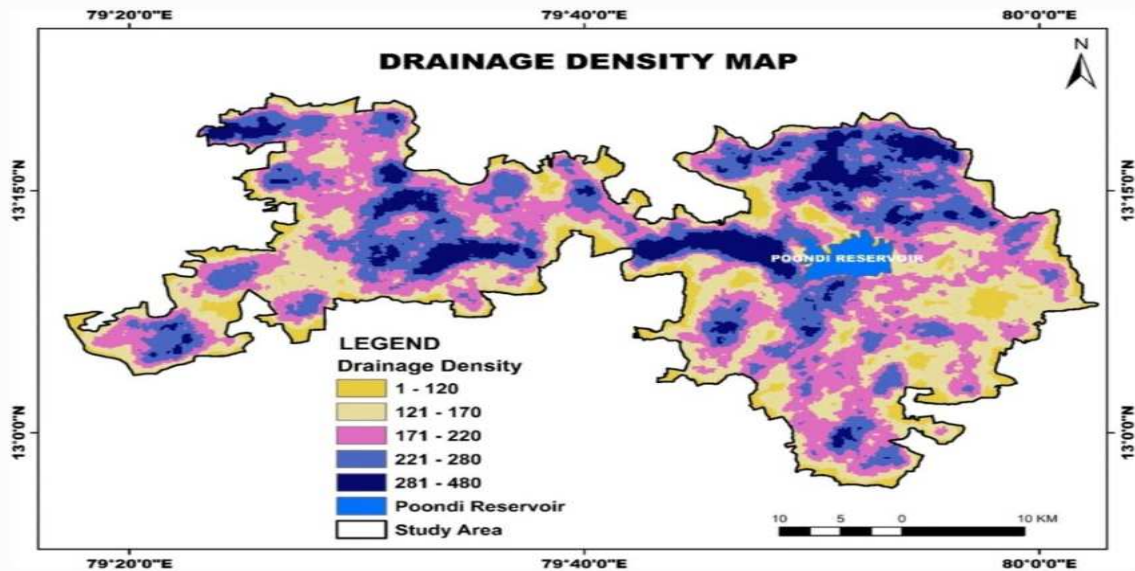 79°20'0"E 79°40'0"E 80°0'0"E
DRAINAGE DENSITY MAP
N
13°15'0"N 13°15'0"N
POONDI RESERVOIR
LEGEND
Drainage Density
1 - 120
121 - 170
171 - 220
221 - 280
281 - 480
Poondi Reservoir
Study Area
13°0'0"N 13°0'0"N
10 5 0 10 KM
79°20'0"E 79°40'0"E 80°0'0"E